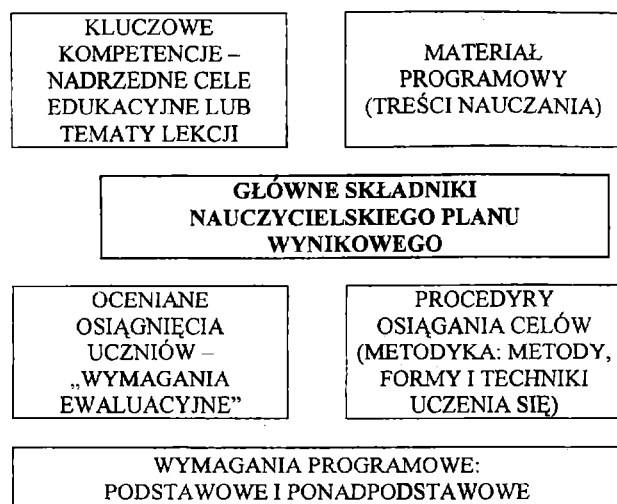 KLUCZOWE
KOMPETENCJE –
NADRZEDNE CELE
EDUKACYJNE LUB
TEMATY LEKCJI
MATERIAŁ
PROGRAMOWY
(TREŚCI NAUCZANIA)
GŁÓWNE SKŁADNIKI
NAUCZYCIELSKIEGO PLANU
WYNIKOWEGO
OCENIANE
OSIĄGNIĘCIA
UCZNIÓW –
„WYMAGANIA
EWALUACYJNE”
PROCEDYRY
OSIĄGANIA CELÓW
(METODYKA: METODY,
FORMY I TECHNIKI
UCZENIA SIĘ)
WYMAGANIA PROGRAMOWE:
PODSTAWOWE I PONADPODSTAWOWE